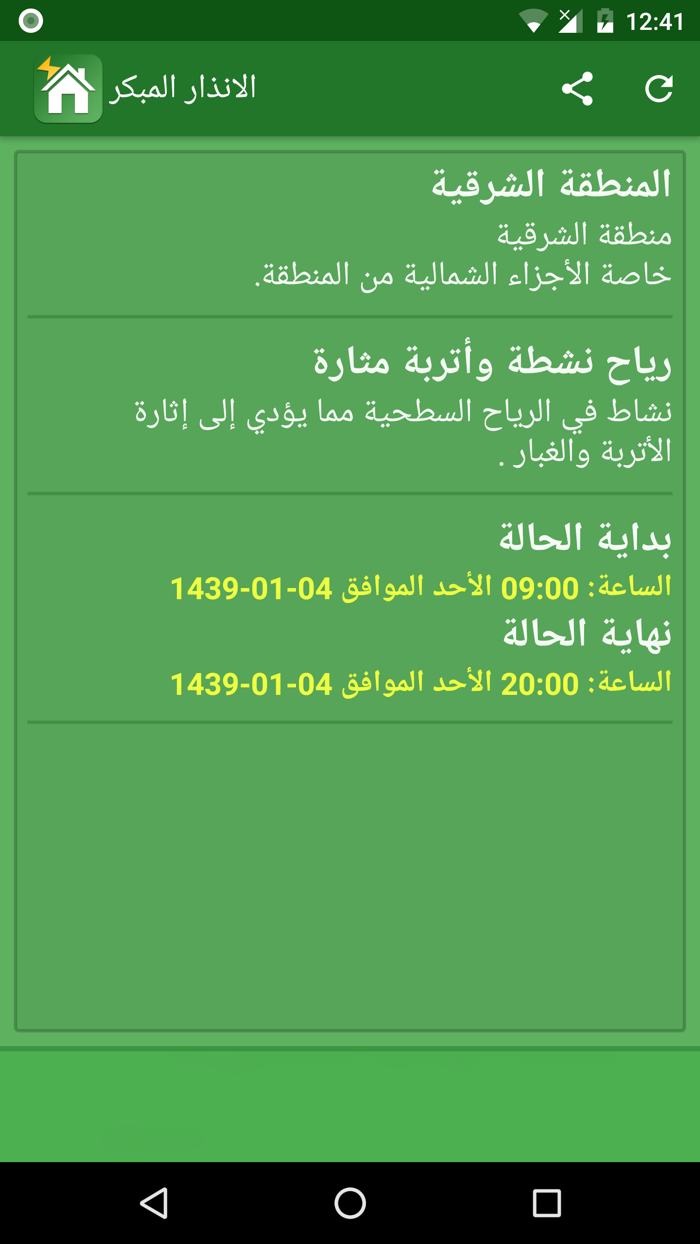 12:41
الانذار المبكر
المنطقة الشرقية
منطقة الشرقية
خاصة الأجزاء الشمالية من المنطقة.
رياح نشطة وأتربة مثارة
نشاط في الرياح السطحية مما يؤدي إلى إثارة
الأتربة والغبار .
بداية الحالة
الساعة: 09:00 الأحد الموافق 04-01-1439
نهاية الحالة
الساعة: 20:00 الأحد الموافق 04-01-1439